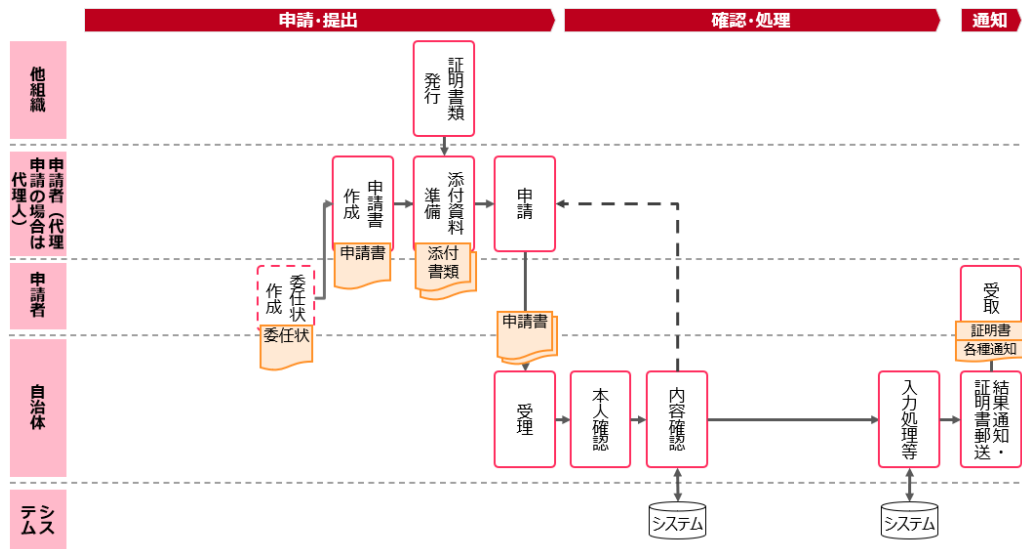 申請・提出
確認・処理
通知
他組織
証明書類
発行
申請者（代理
申請の場合は
代理人）
申請書
作成
添付資料
準備
申請
申請書
添付
書類
申請者
委任状
作成
委任状
申請書
受取
証明書
各種通知
自治体
受理
本人確認
内容確認
入力処理等
結果通知・
証明書郵送
シス
テム
システム
システム